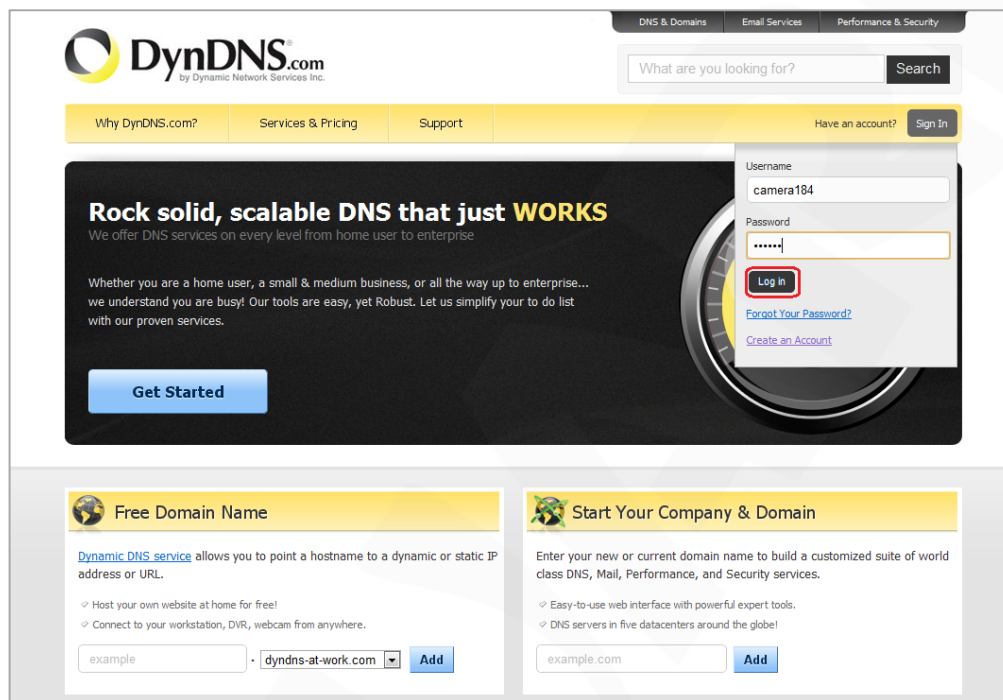 DNS & Domains Email Services Performance & Security
DynDNS.com
by Dynamic Network Services Inc.
What are you looking for? Search
Why DynDNS.com? Services & Pricing Support Have an account? Sign In
Username
camera184
Password
••••••
Log in
Forgot Your Password?
Create an Account
Rock solid, scalable DNS that just WORKS
We offer DNS services on every level from home user to enterprise
Whether you are a home user, a small & medium business, or all the way up to enterprise...
we understand you are busy! Our tools are easy, yet Robust. Let us simplify your to do list
with our proven services.
Get Started
Free Domain Name
Dynamic DNS service allows you to point a hostname to a dynamic or static IP
address or URL.
Host your own website at home for free!
Connect to your workstation, DVR, webcam from anywhere.
example . dyndns-at-work.com Add
Start Your Company & Domain
Enter your new or current domain name to build a customized suite of world
class DNS, Mail, Performance, and Security services.
Easy-to-use web interface with powerful expert tools.
DNS servers in five datacenters around the globe!
example.com Add